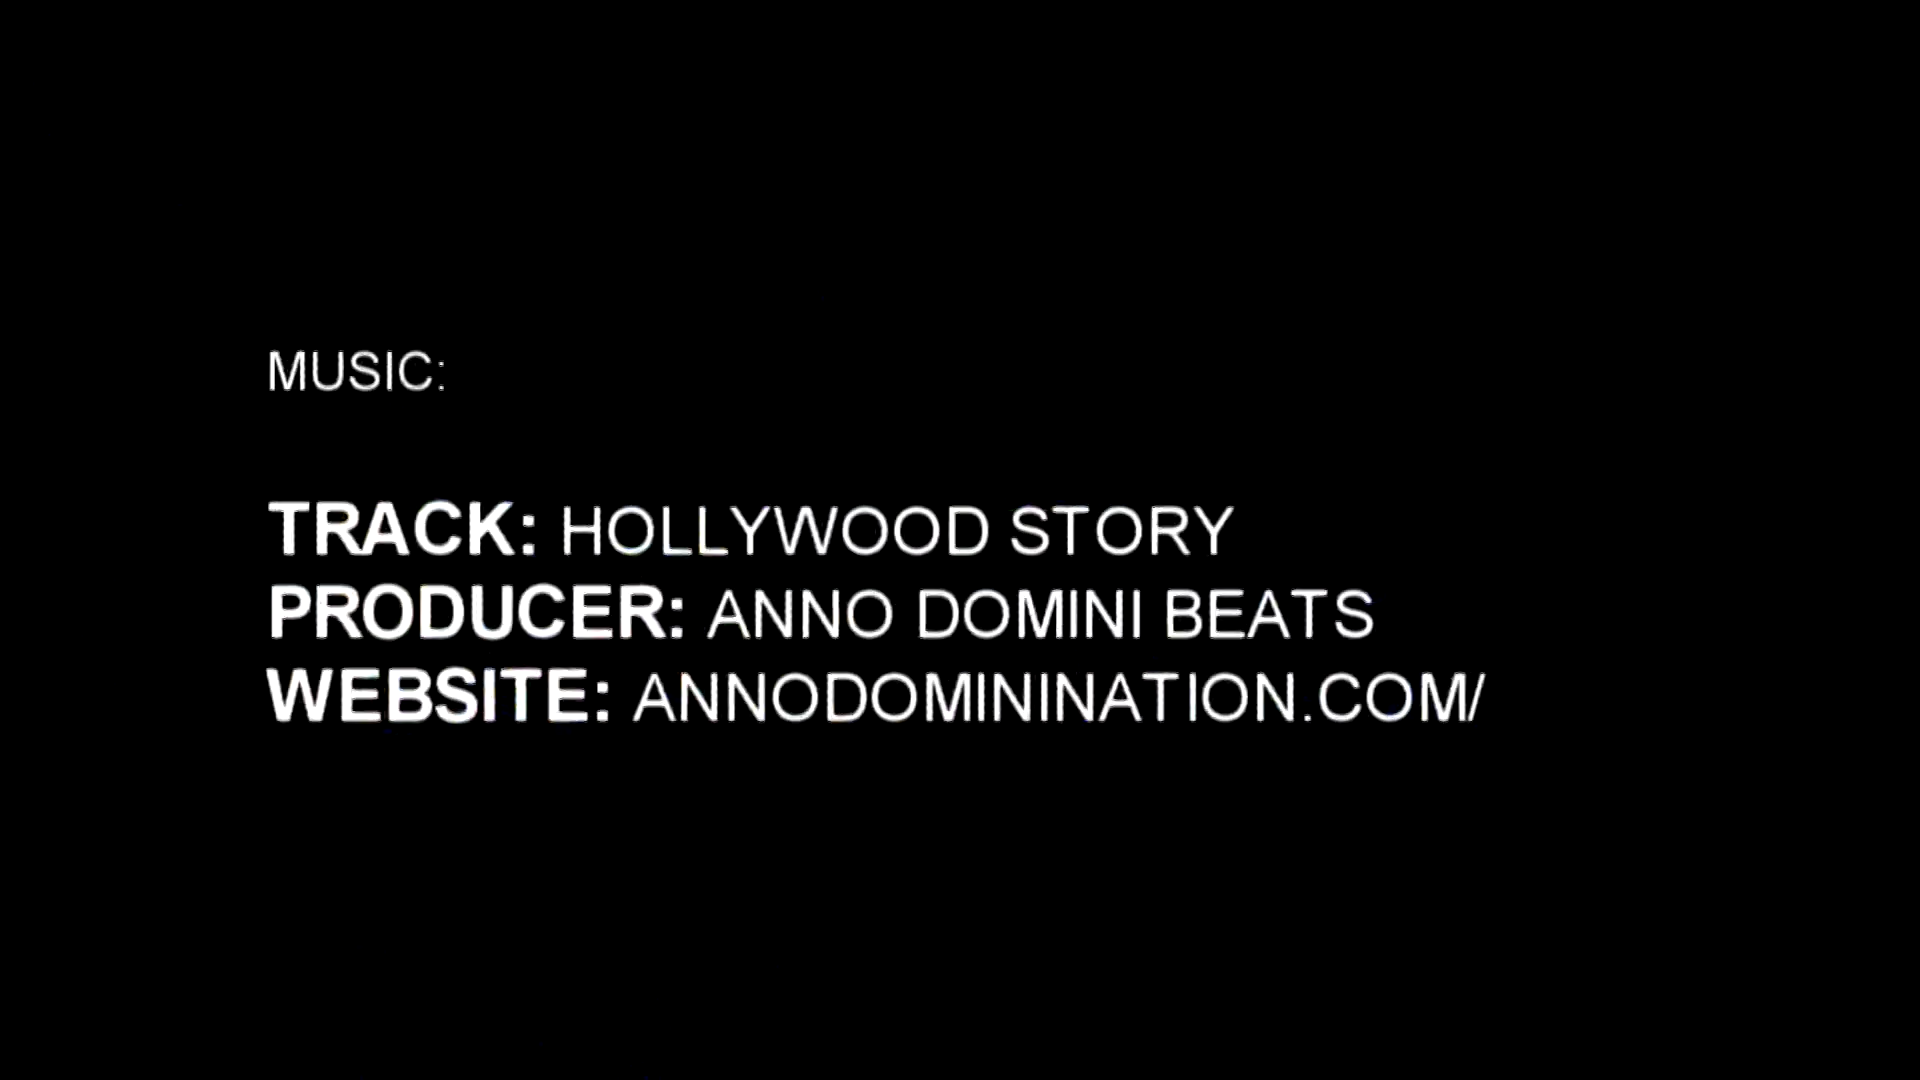 MUSIC:
TRACK: HOLLYWOOD STORY
PRODUCER: ANNO DOMINI BEATS
WEBSITE: ANNODOMININATION.COM/